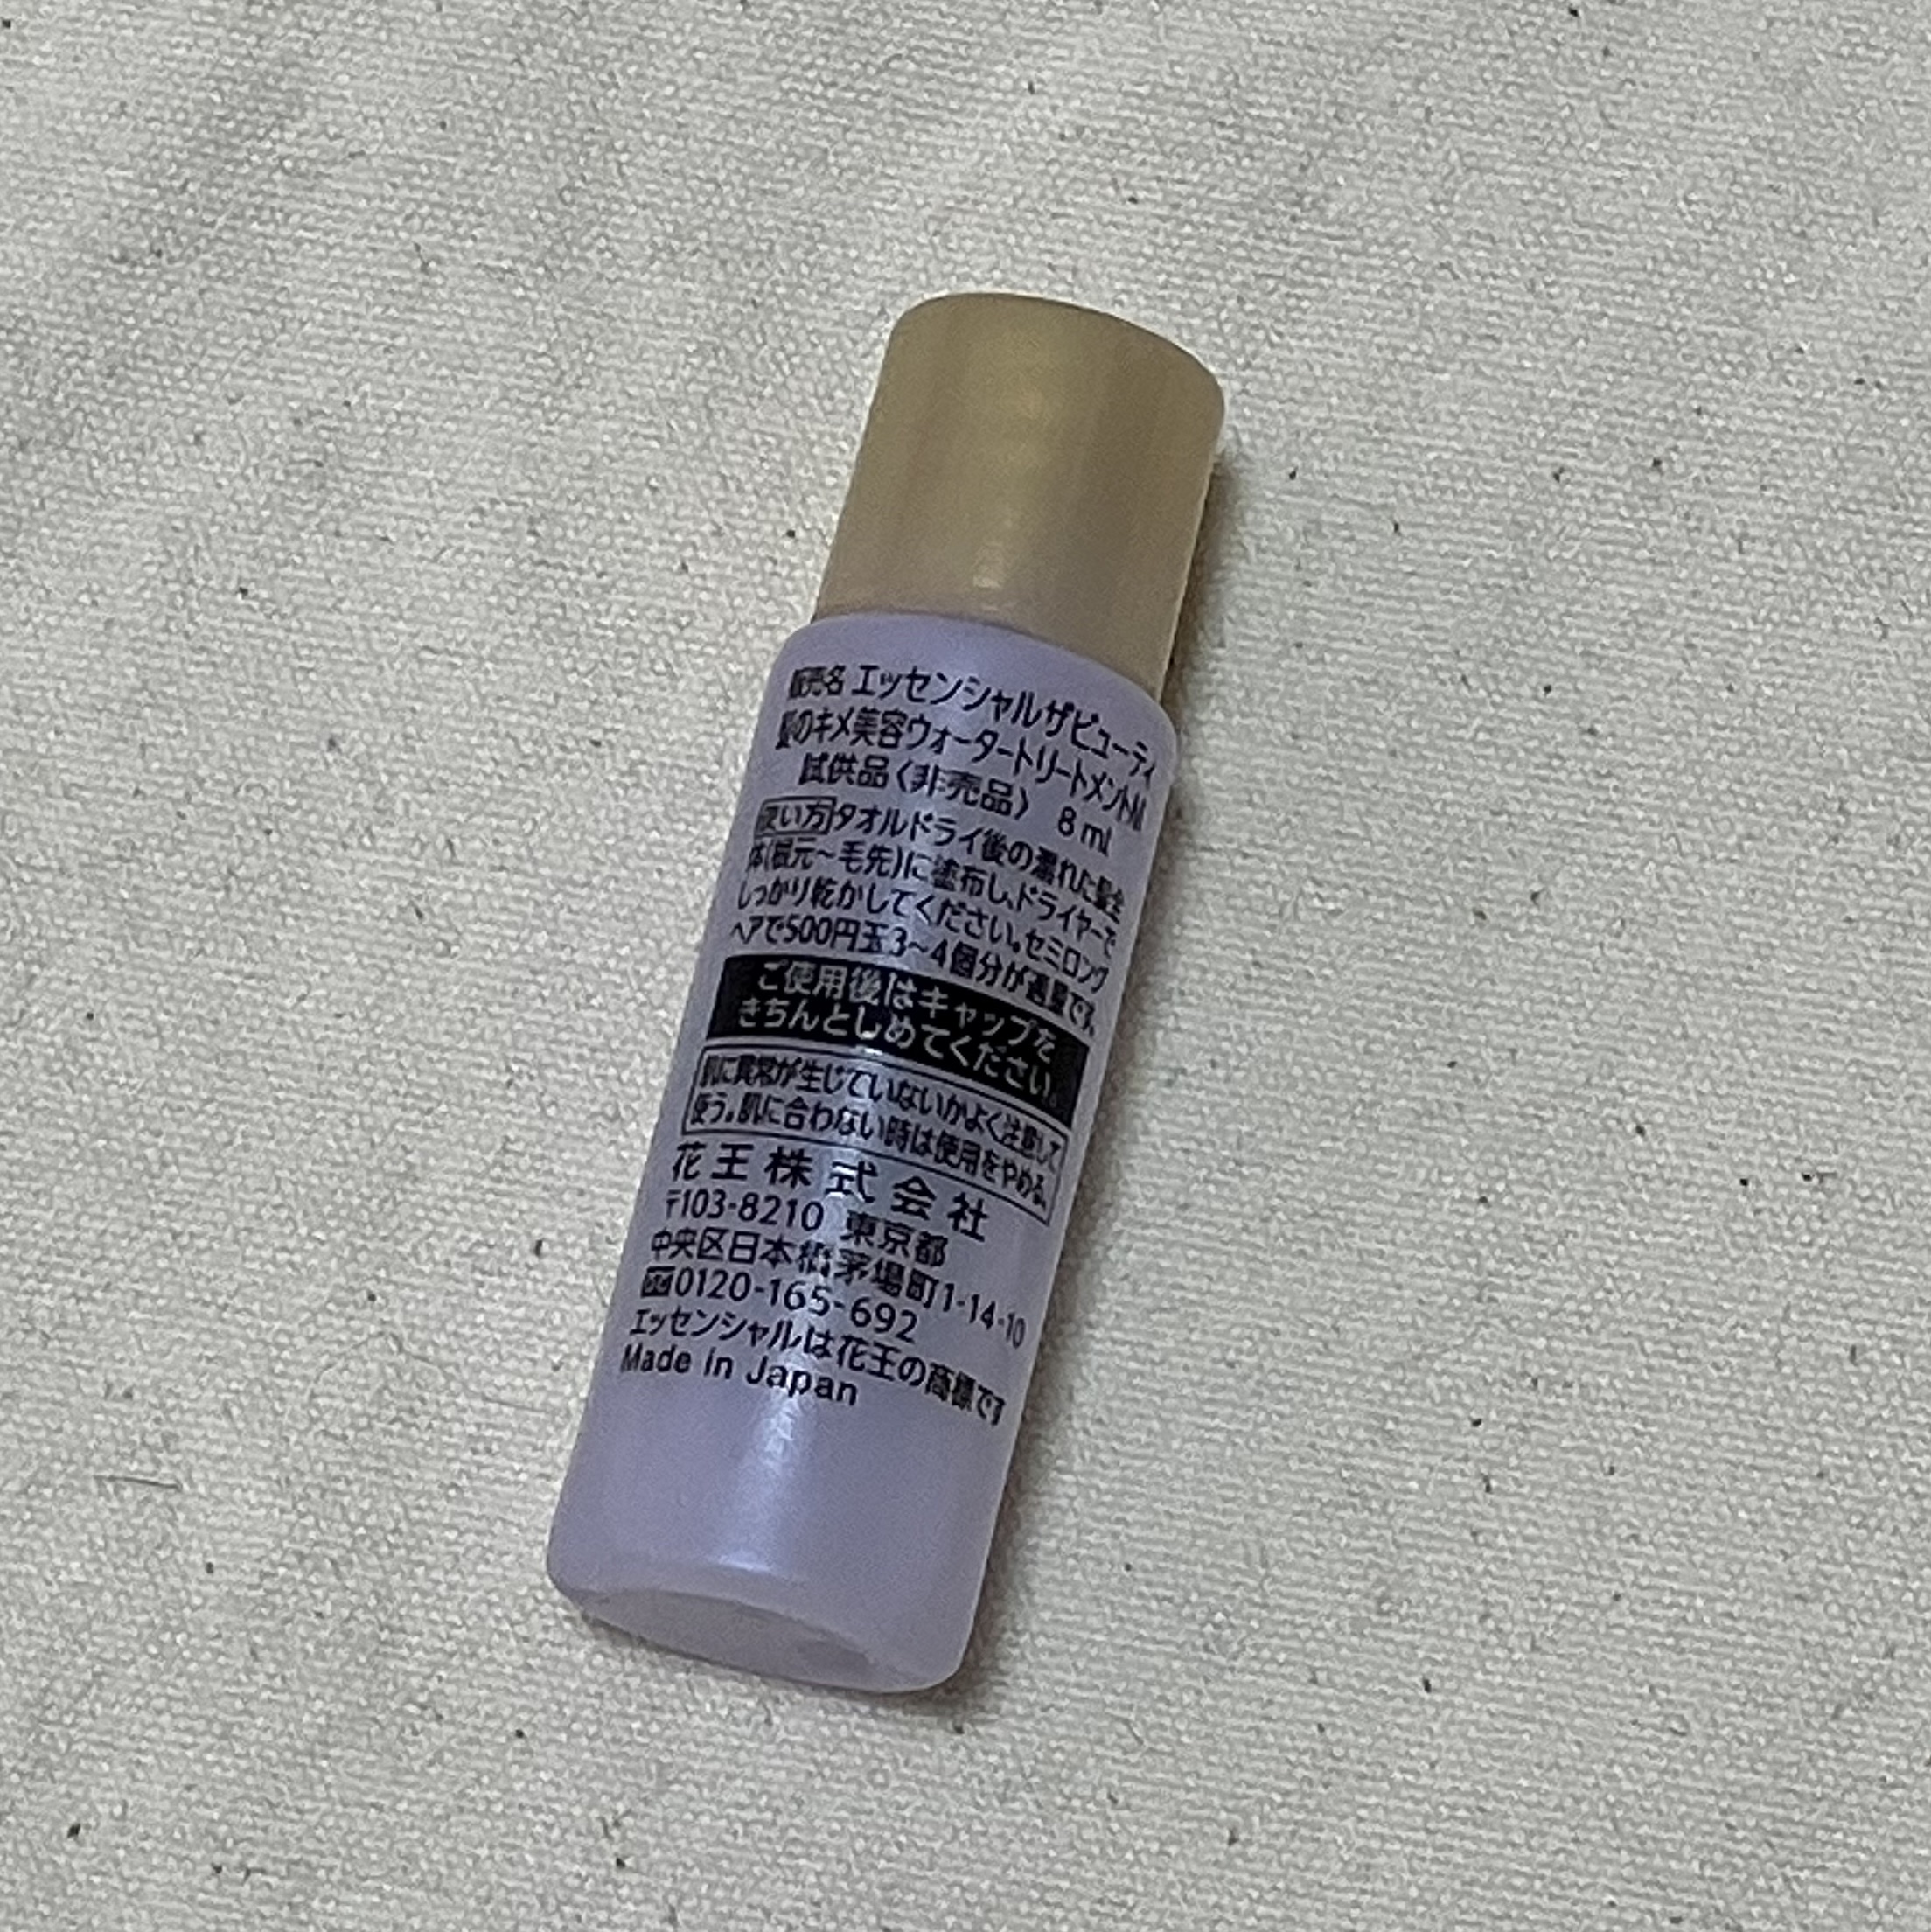 販売名 エッセンシャルザビューティ
髪のキメ美容ウォータートリートメントM
試供品〈非売品〉 8ml
使い方 タオルドライ後の濡れた髪全
体(根元～毛先)に塗布し、ドライヤーで
しっかり乾かしてください。セミロング
ヘアで500円玉3～4個分が適量です。
ご使用後はキャップを
きちんとしめてください。
肌に異常が生じていないかよく注意して
使う。肌に合わない時は使用をやめる。
花王株式会社
〒103-8210 東京都
中央区日本橋茅場町1-14-10
0120-165-692
エッセンシャルは花王の商標です
Made in Japan